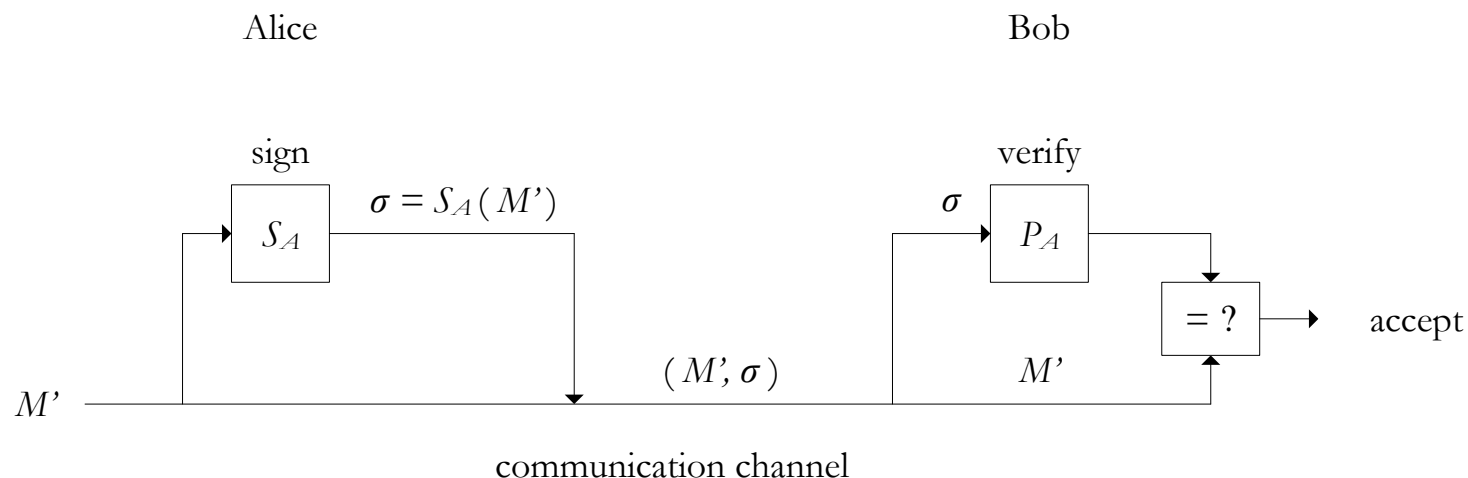 Alice
Bob
sign
verify
σ = S_A ( M’ )
σ
S_A
P_A
= ?
accept
( M’, σ )
M’
M’
communication channel